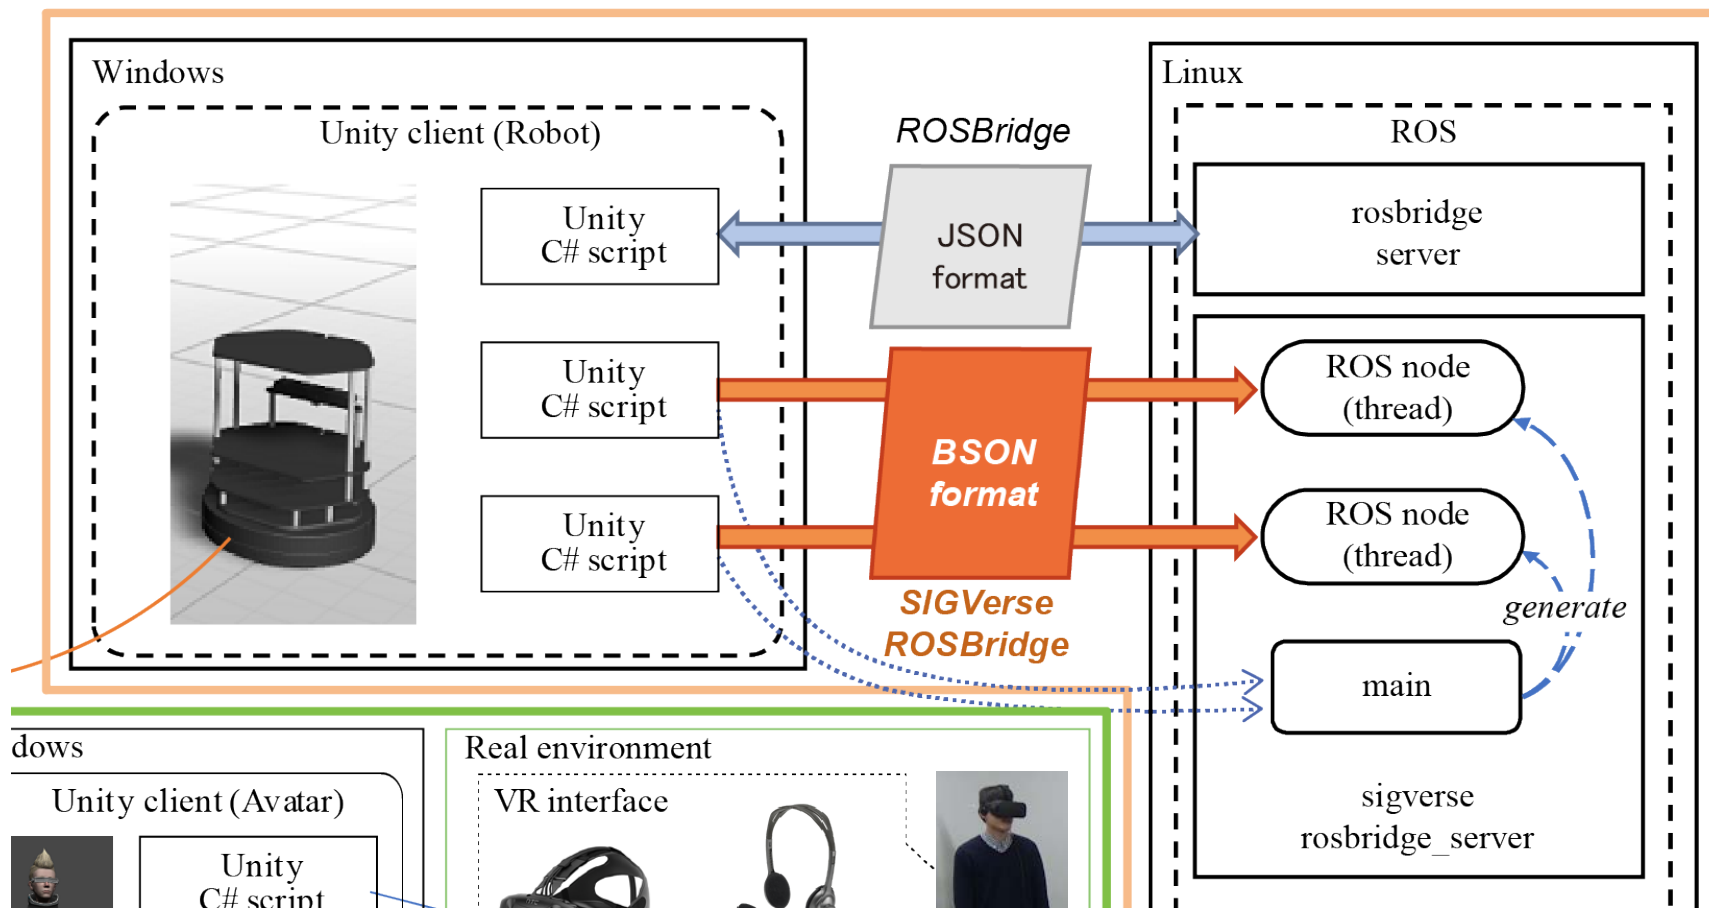 Windows
Unity client (Robot)
Unity
C# script
Unity
C# script
Unity
C# script
ROSBridge
JSON
format
BSON
format
SIGVerse
ROSBridge
Linux
ROS
rosbridge
server
ROS node
(thread)
ROS node
(thread)
generate
main
sigverse
rosbridge_server
dows
Unity client (Avatar)
Unity
C# script
Real environment
VR interface